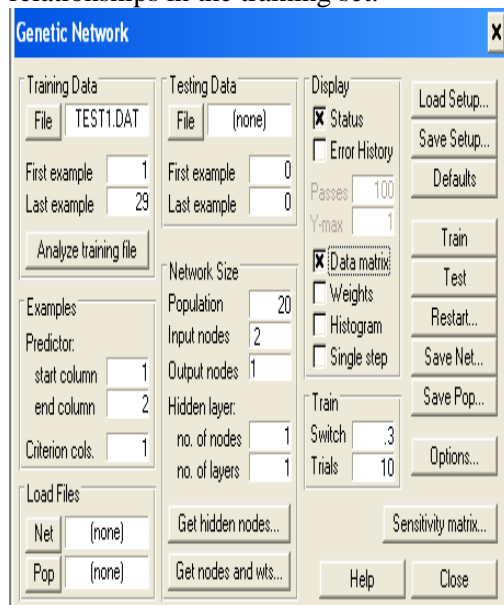 relationships in the training set.
Genetic Network
x
Training Data
File TEST1.DAT
First example 1
Last example 29
Analyze training file
Examples
Predictor:
start column 1
end column 2
Criterion cols. 1
Load Files
Net (none)
Pop (none)
Testing Data
File (none)
First example 0
Last example 0
Network Size
Population 20
Input nodes 2
Output nodes 1
Hidden layer:
no. of nodes 1
no. of layers 1
Get hidden nodes...
Get nodes and wts...
Display
Status
Error History
Passes 100
Y-max 1
Data matrix
Weights
Histogram
Single step
Train
Switch .3
Trials 10
Load Setup...
Save Setup...
Defaults
Train
Test
Restart...
Save Net...
Save Pop...
Options...
Sensitivity matrix...
Help
Close